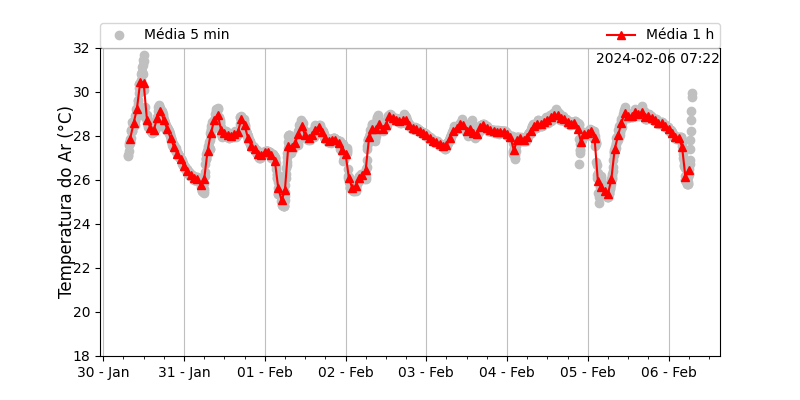 Média 5 min
Média 1 h
2024-02-06 07:22
Temperatura do Ar (°C)
32
30
28
26
24
22
20
18
30 - Jan
31 - Jan
01 - Feb
02 - Feb
03 - Feb
04 - Feb
05 - Feb
06 - Feb